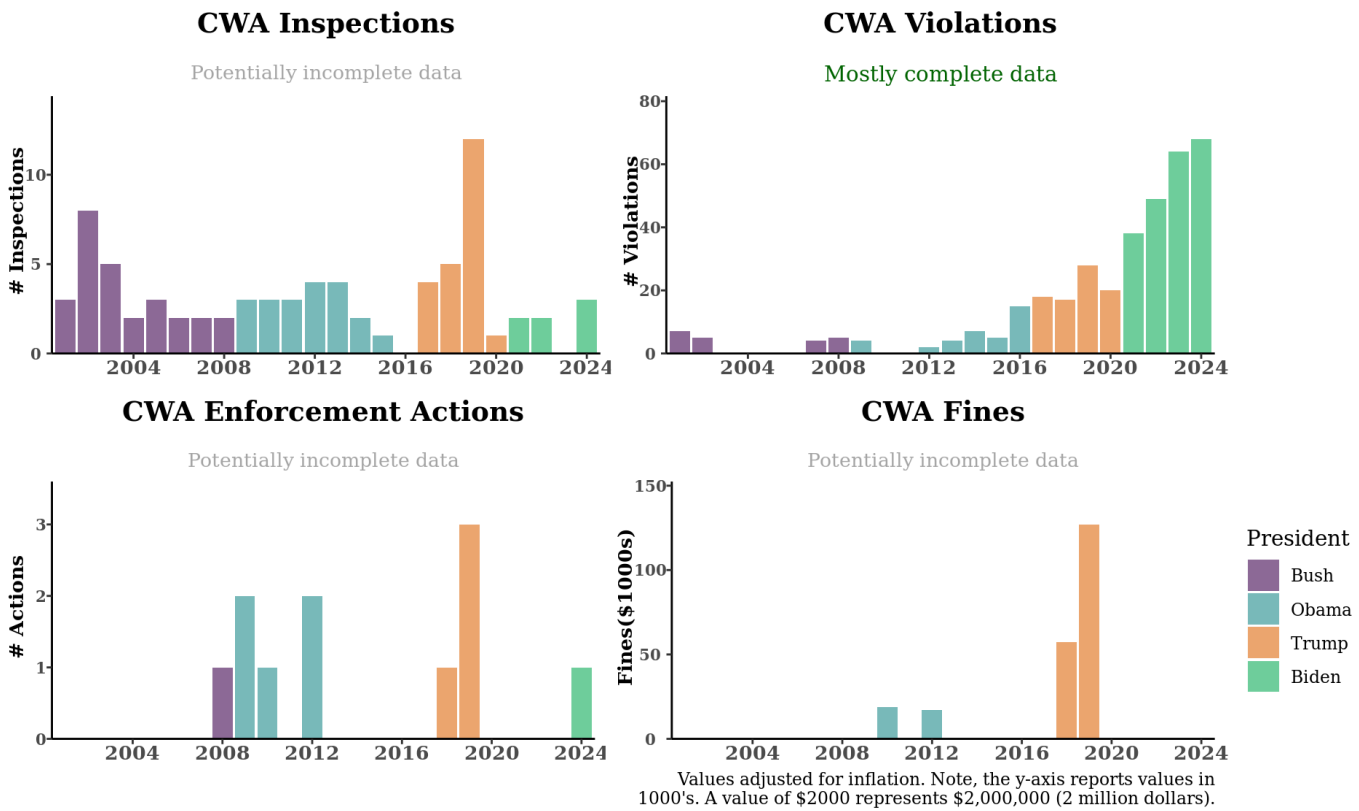 CWA Inspections
Potentially incomplete data
# Inspections
10
5
0
2004 2008 2012 2016 2020 2024
CWA Violations
Mostly complete data
# Violations
80
60
40
20
0
2004 2008 2012 2016 2020 2024
CWA Enforcement Actions
Potentially incomplete data
# Actions
3
2
1
0
2004 2008 2012 2016 2020 2024
CWA Fines
Potentially incomplete data
Fines($1000s)
150
100
50
0
2004 2008 2012 2016 2020 2024
President
Bush
Obama
Trump
Biden
Values adjusted for inflation. Note, the y-axis reports values in
1000's. A value of $2000 represents $2,000,000 (2 million dollars).